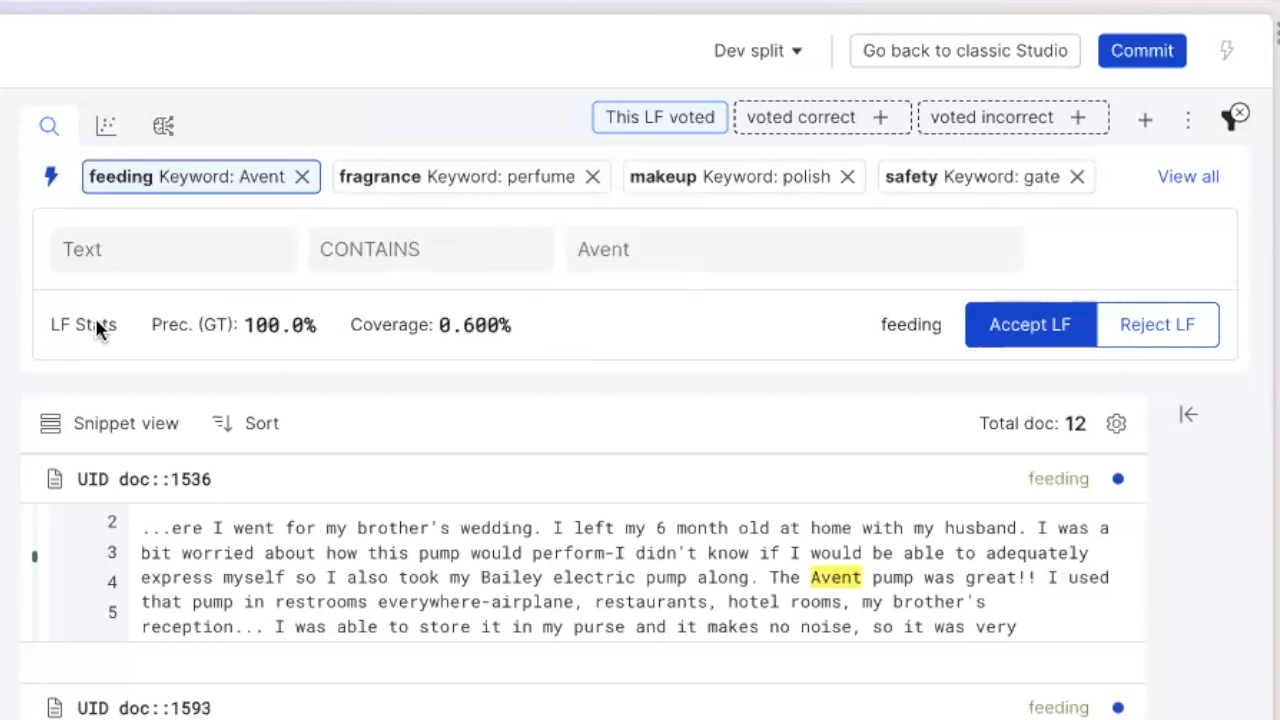 Dev split Go back to classic Studio Commit
This LF voted voted correct + voted incorrect +
feeding Keyword: Avent fragrance Keyword: perfume makeup Keyword: polish safety Keyword: gate View all
Text CONTAINS Avent
LF Stats Prec. (GT): 100.0% Coverage: 0.600% feeding Accept LF Reject LF
Snippet view Sort Total doc: 12
UID doc::1536 feeding
2
3
4
5
...ere I went for my brother's wedding. I left my 6 month old at home with my husband. I was a
bit worried about how this pump would perform-I didn't know if I would be able to adequately
express myself so I also took my Bailey electric pump along. The Avent pump was great!! I used
that pump in restrooms everywhere-airplane, restaurants, hotel rooms, my brother's
reception... I was able to store it in my purse and it makes no noise, so it was very
UID doc::1593 feeding